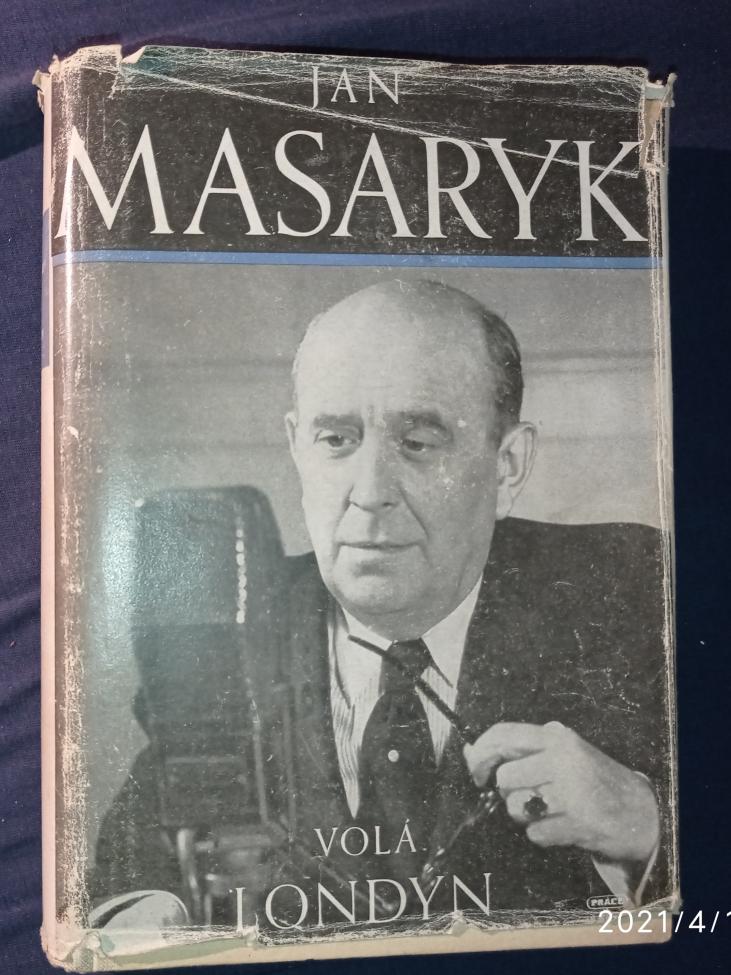 JAN
MASARYK
VOLÁ
LONDÝN
PRÁCE
2021/4/1